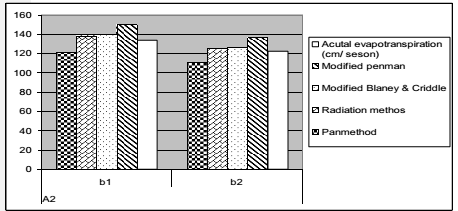 160
140
120
100
80
60
40
20
0
b1
b2
A2
Acutal evapotranspiration
(cm/ seson)
Modified penman
Modified Blaney & Criddle
Radiation methos
Panmethod